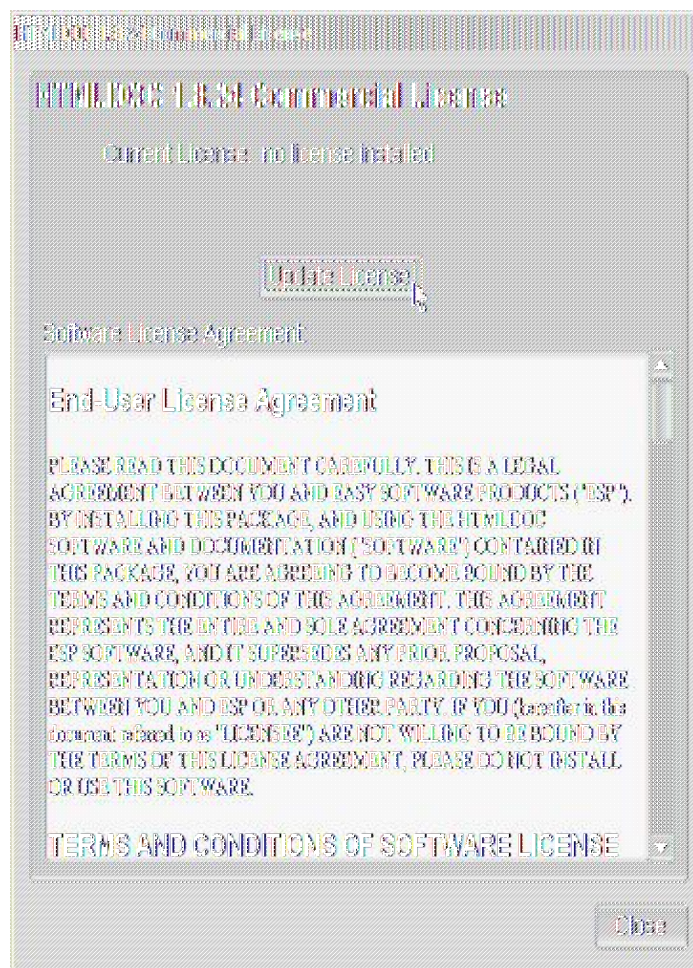 HTMLDOC 1.8.24 Commercial License
HTMLDOC 1.8.24 Commercial License
Current License: no license installed
Update License
Software License Agreement:
End-User License Agreement
PLEASE READ THIS DOCUMENT CAREFULLY. THIS IS A LEGAL
AGREEMENT BETWEEN YOU AND EASY SOFTWARE PRODUCTS ("ESP").
BY INSTALLING THIS PACKAGE, AND USING THE HTMLDOC
SOFTWARE AND DOCUMENTATION ("SOFTWARE") CONTAINED IN
THIS PACKAGE, YOU ARE AGREEING TO BECOME BOUND BY THE
TERMS AND CONDITIONS OF THIS AGREEMENT. THIS AGREEMENT
REPRESENTS THE ENTIRE AND SOLE AGREEMENT CONCERNING THE
ESP SOFTWARE, AND IT SUPERSEDES ANY PRIOR PROPOSAL,
REPRESENTATION OR UNDERSTANDING REGARDING THE SOFTWARE
BETWEEN YOU AND ESP OR ANY OTHER PARTY. IF YOU (hereafter in this
document referred to as "LICENSEE") ARE NOT WILLING TO BE BOUND BY
THE TERMS OF THIS LICENSE AGREEMENT, PLEASE DO NOT INSTALL
OR USE THIS SOFTWARE.
TERMS AND CONDITIONS OF SOFTWARE LICENSE
Close